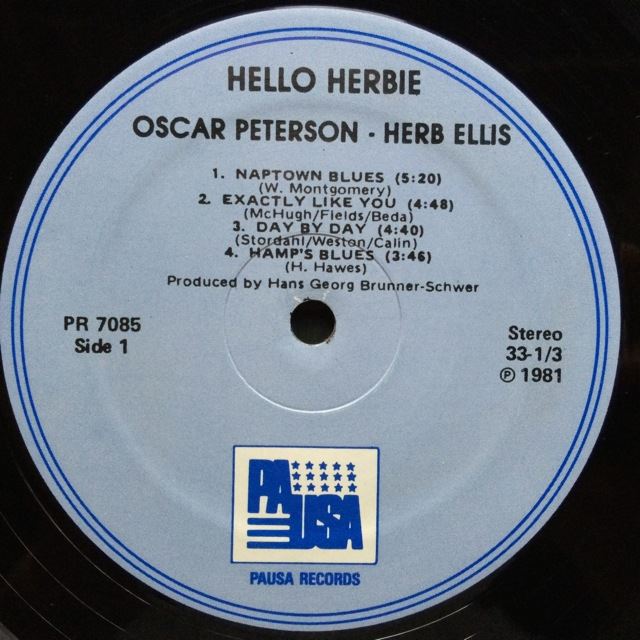 HELLO HERBIE
OSCAR PETERSON - HERB ELLIS
1. NAPTOWN BLUES (5:20)
(W. Montgomery)
2. EXACTLY LIKE YOU (4:48)
(McHugh/Fields/Beda)
3. DAY BY DAY (4:40)
(Stordahl/Weston/Calin)
4. HAMP'S BLUES (3:46)
(H. Hawes)
Produced by Hans Georg Brunner-Schwer
PR 7085
Side 1
Stereo
33-1/3
℗ 1981
PAUSA
PAUSA RECORDS